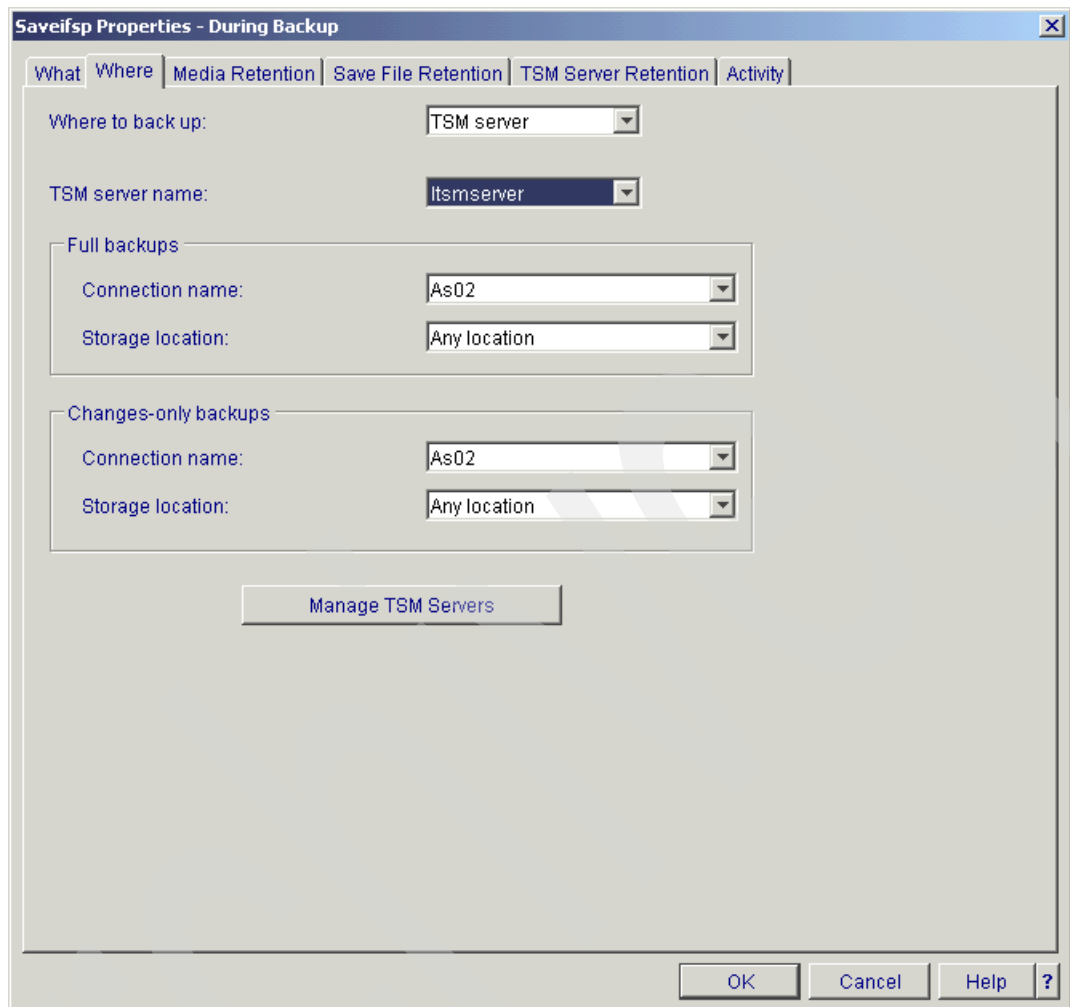 Saveifsp Properties - During Backup
What Where Media Retention Save File Retention TSM Server Retention Activity
Where to back up: TSM server
TSM server name: Itsmserver
Full backups
Connection name: As02
Storage location: Any location
Changes-only backups
Connection name: As02
Storage location: Any location
Manage TSM Servers
OK Cancel Help ?